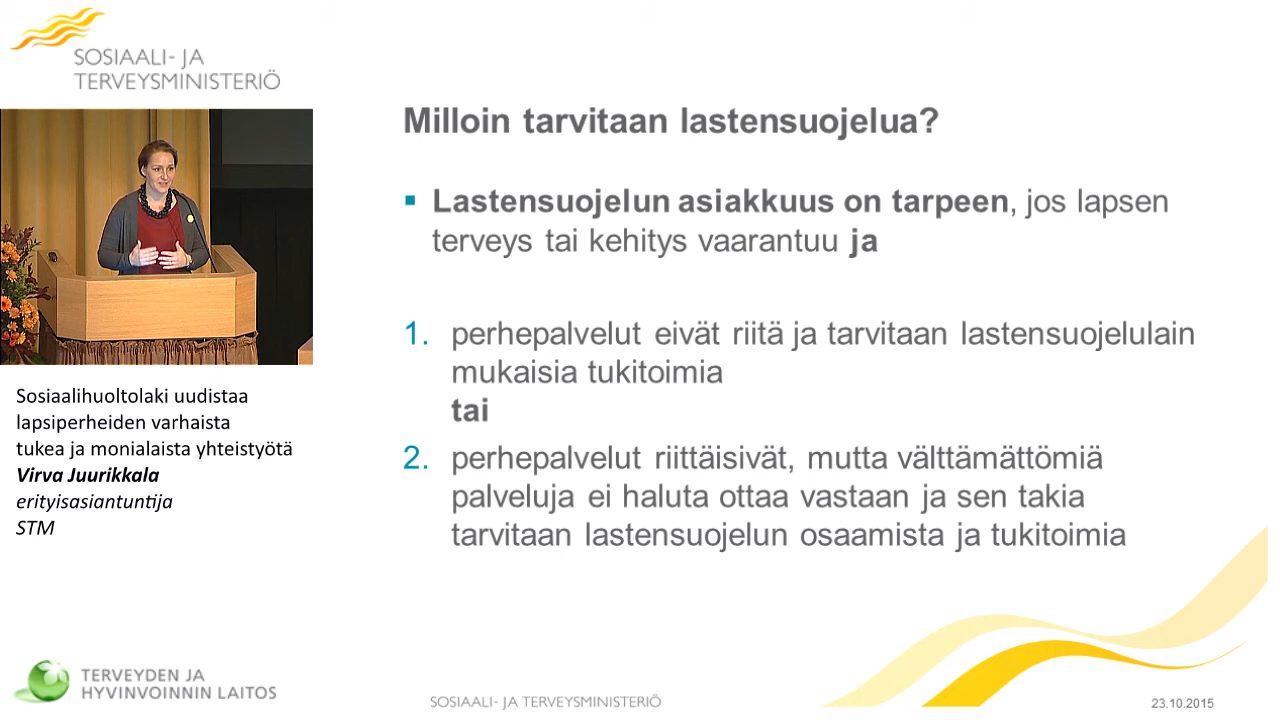 SOSIAALI- JA
TERVEYSMINISTERIÖ
Milloin tarvitaan lastensuojelua?
Lastensuojelun asiakkuus on tarpeen, jos lapsen
terveys tai kehitys vaarantuu ja
1. perhepalvelut eivät riitä ja tarvitaan lastensuojelulain
mukaisia tukitoimia
tai
2. perhepalvelut riittäisivät, mutta välttämättömiä
palveluja ei haluta ottaa vastaan ja sen takia
tarvitaan lastensuojelun osaamista ja tukitoimia
Sosiaalihuoltolaki uudistaa
lapsiperheiden varhaista
tukea ja monialaista yhteistyötä
Virva Juurikkala
erityisasiantuntija
STM
TERVEYDEN JA
HYVINVOINNIN LAITOS
SOSIAALI- JA TERVEYSMINISTERIÖ
23.10.2015